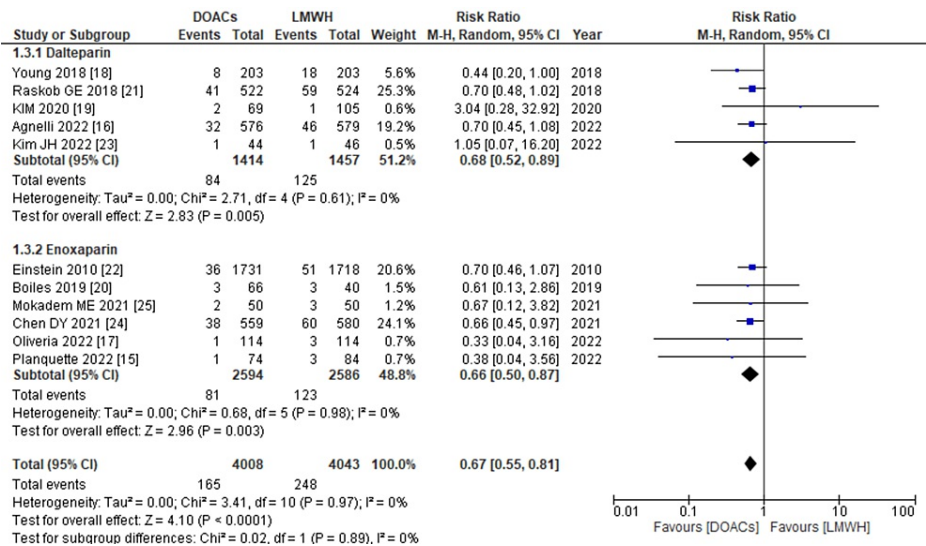 DOACs LMWH Risk Ratio Risk Ratio
Study or Subgroup Events Total Events Total Weight M-H, Random, 95% CI Year M-H, Random, 95% CI
1.3.1 Dalteparin
Young 2018 [18] 8 203 18 203 5.6% 0.44 [0.20, 1.00] 2018
Raskob GE 2018 [21] 41 522 59 524 25.3% 0.70 [0.48, 1.02] 2018
KIM 2020 [19] 2 69 1 105 0.6% 3.04 [0.28, 32.92] 2020
Agnelli 2022 [16] 32 576 46 579 19.2% 0.70 [0.45, 1.08] 2022
Kim JH 2022 [23] 1 44 1 46 0.5% 1.05 [0.07, 16.20] 2022
Subtotal (95% CI) 1414 1457 51.2% 0.68 [0.52, 0.89]
Total events 84 125
Heterogeneity: Tau² = 0.00; Chi² = 2.71, df = 4 (P = 0.61); I² = 0%
Test for overall effect: Z = 2.83 (P = 0.005)
1.3.2 Enoxaparin
Einstein 2010 [22] 36 1731 51 1718 20.6% 0.70 [0.46, 1.07] 2010
Boiles 2019 [20] 3 66 3 40 1.5% 0.61 [0.13, 2.86] 2019
Mokadem ME 2021 [25] 2 50 3 50 1.2% 0.67 [0.12, 3.82] 2021
Chen DY 2021 [24] 38 559 60 580 24.1% 0.66 [0.45, 0.97] 2021
Oliveria 2022 [17] 1 114 3 114 0.7% 0.33 [0.04, 3.16] 2022
Planquette 2022 [15] 1 74 3 84 0.7% 0.38 [0.04, 3.56] 2022
Subtotal (95% CI) 2594 2586 48.8% 0.66 [0.50, 0.87]
Total events 81 123
Heterogeneity: Tau² = 0.00; Chi² = 0.68, df = 5 (P = 0.98); I² = 0%
Test for overall effect: Z = 2.96 (P = 0.003)
Total (95% CI) 4008 4043 100.0% 0.67 [0.55, 0.81]
Total events 165 248
Heterogeneity: Tau² = 0.00; Chi² = 3.41, df = 10 (P = 0.97); I² = 0%
Test for overall effect: Z = 4.10 (P < 0.0001)
Test for subgroup differences: Chi² = 0.02, df = 1 (P = 0.89), I² = 0%
0.01 0.1 1 10 100
Favours [DOACs] Favours [LMWH]